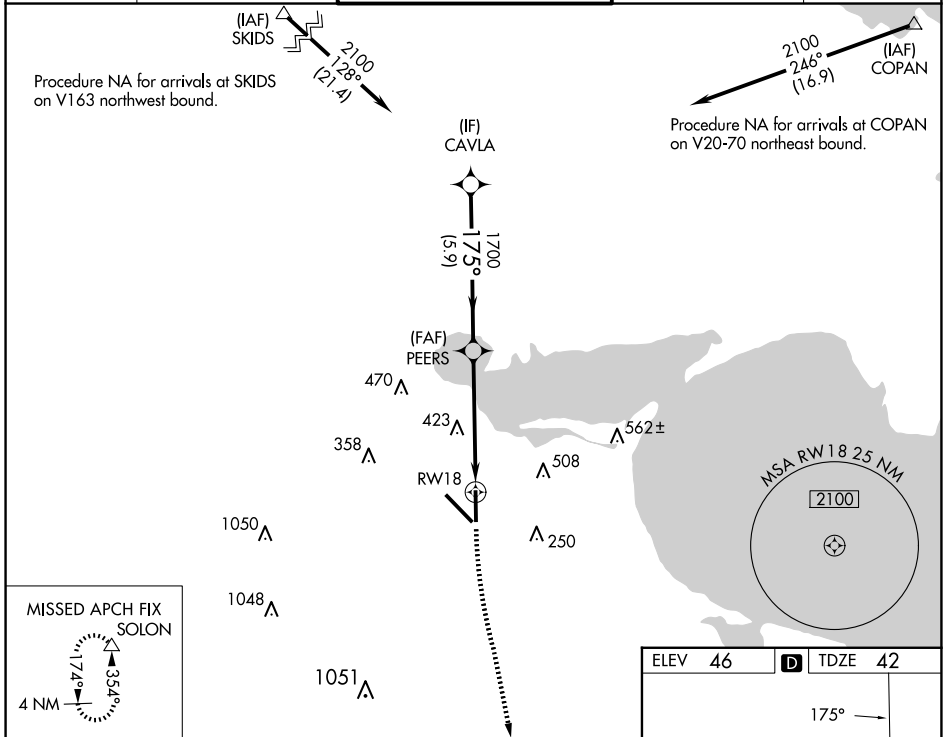 (IAF)
SKIDS
2100
128°
(21.4)
Procedure NA for arrivals at SKIDS
on V163 northwest bound.
2100
246°
(16.9)
(IAF)
COPAN
Procedure NA for arrivals at COPAN
on V20-70 northeast bound.
(IF)
CAVLA
1700
175°
(5.9)
(FAF)
PEERS
470
423
562±
358
508
RW18
MSA RW18 25 NM
2100
1050
250
1048
MISSED APCH FIX
SOLON
174°
354°
4 NM
1051
ELEV 46 D TDZE 42
175°